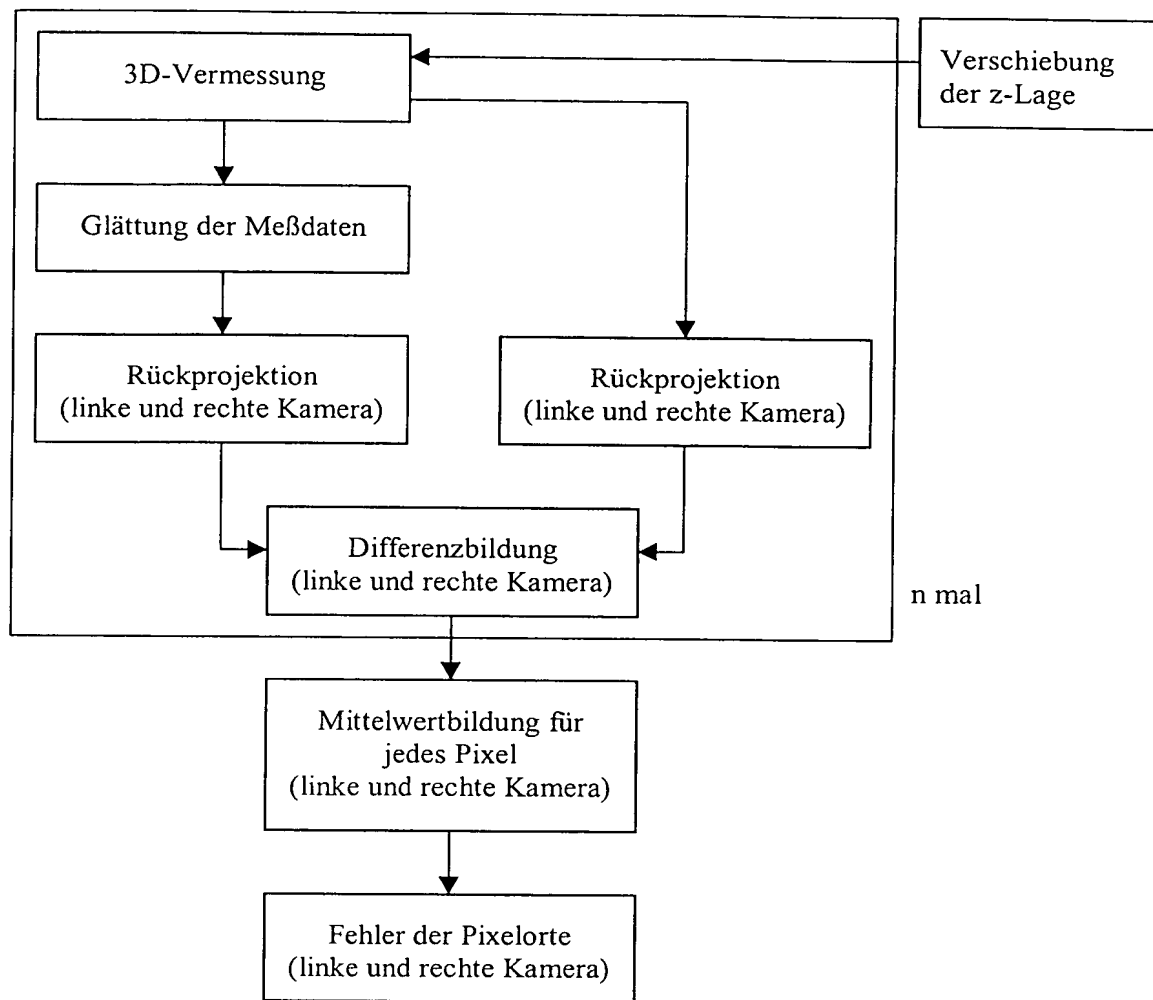 3D-Vermessung
Verschiebung
der z-Lage
Glättung der Meßdaten
Rückprojektion
(linke und rechte Kamera)
Rückprojektion
(linke und rechte Kamera)
Differenzbildung
(linke und rechte Kamera)
n mal
Mittelwertbildung für
jedes Pixel
(linke und rechte Kamera)
Fehler der Pixelorte
(linke und rechte Kamera)